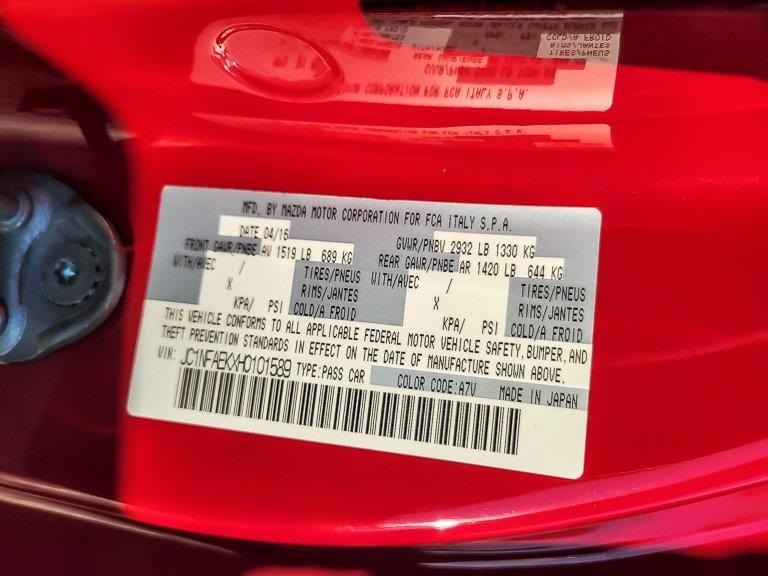 MFD. BY MAZDA MOTOR CORPORATION FOR FCA ITALY S.P.A.
DATE 04/16 GVWR/PNBV 2932 LB 1330 KG
FRONT GAWR/PNBE AV 1519 LB 689 KG REAR GAWR/PNBE AR 1420 LB 644 KG
WITH/AVEC / TIRES/PNEUS WITH/AVEC / TIRES/PNEUS
X RIMS/JANTES X RIMS/JANTES
KPA/ PSI COLD/A FROID KPA/ PSI COLD/A FROID
THIS VEHICLE CONFORMS TO ALL APPLICABLE FEDERAL MOTOR VEHICLE SAFETY, BUMPER, AND
THEFT PREVENTION STANDARDS IN EFFECT ON THE DATE OF MANUFACTURE SHOWN ABOVE.
VIN: JC1NFAEKXH0101589 TYPE:PASS CAR COLOR CODE:A7V MADE IN JAPAN